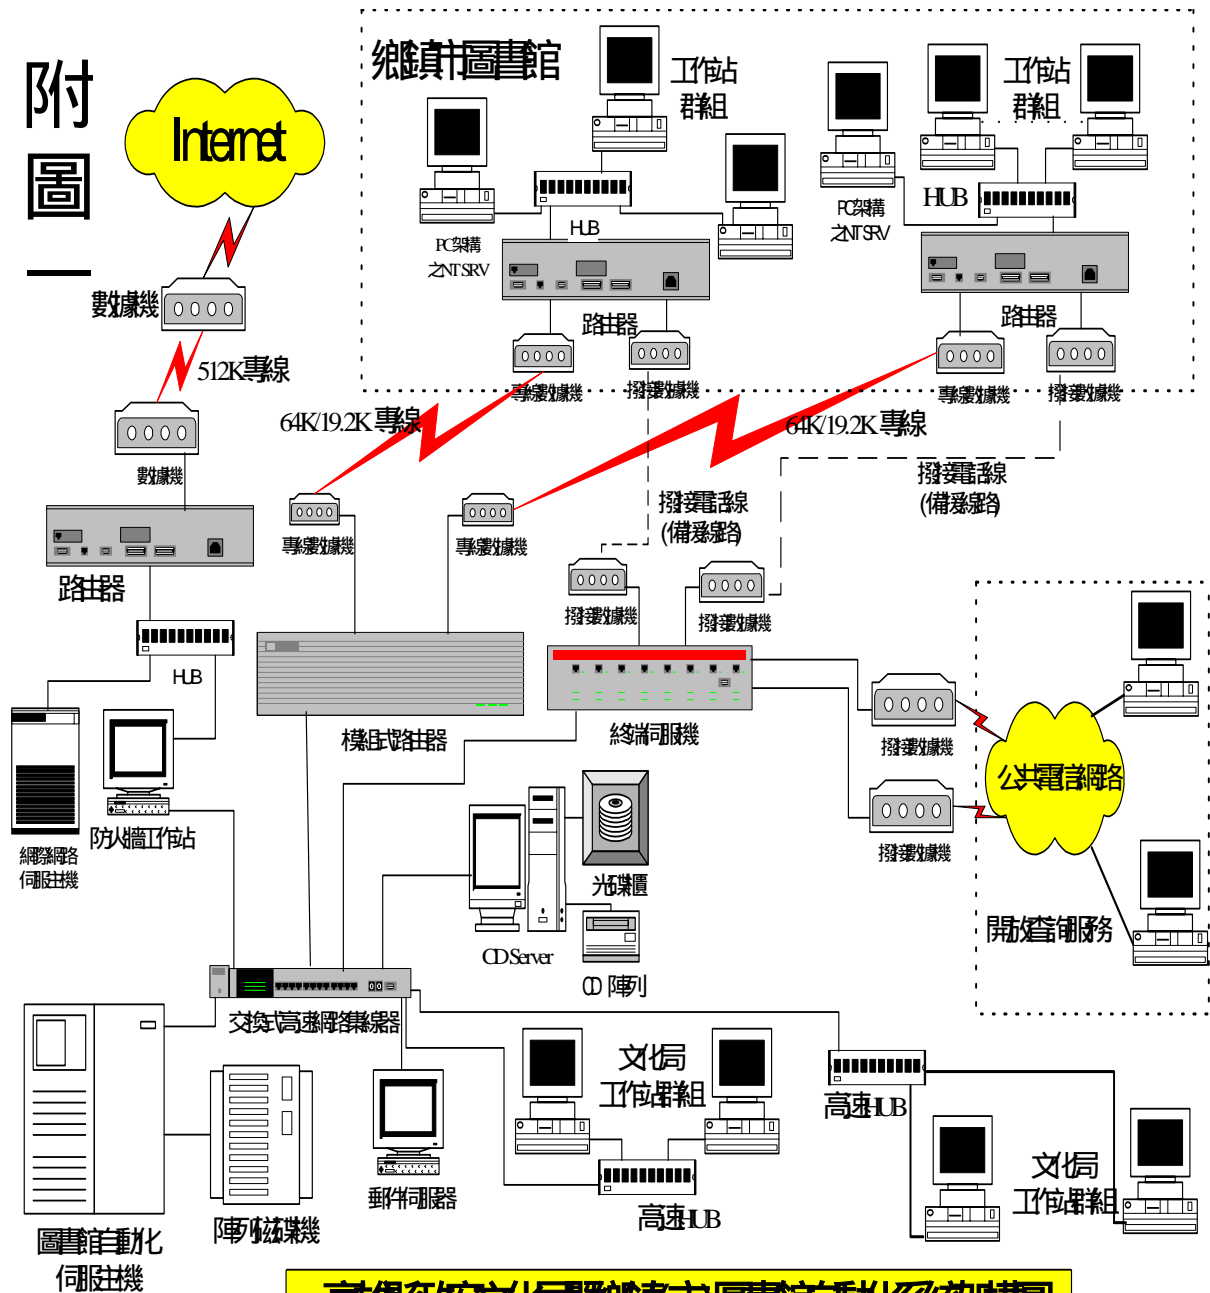 附圖一
Internet
數據機
512K專線
數據機
路由器
HUB
網際網路
伺服主機
防火牆工作站
鄉鎮市圖書館
工作站
群組
PC架構
之NT SRV
HUB
路由器
專線數據機
撥接數據機
工作站
群組
PC架構
之NT SRV
HUB
路由器
專線數據機
撥接數據機
64K/19.2K 專線
64K/19.2K 專線
撥接電話線
(備援線路)
撥接電話線
(備援線路)
專線數據機
專線數據機
撥接數據機
撥接數據機
模組式路由器
終端伺服機
撥接數據機
撥接數據機
公共電信網路
開放查詢服務
光碟櫃
CD Server
CD 陣列
交換式高速網路集線器
圖書館自動化
伺服主機
陣列磁碟機
郵件伺服器
文化局
工作站群組
高速HUB
高速HUB
文化局
工作站群組